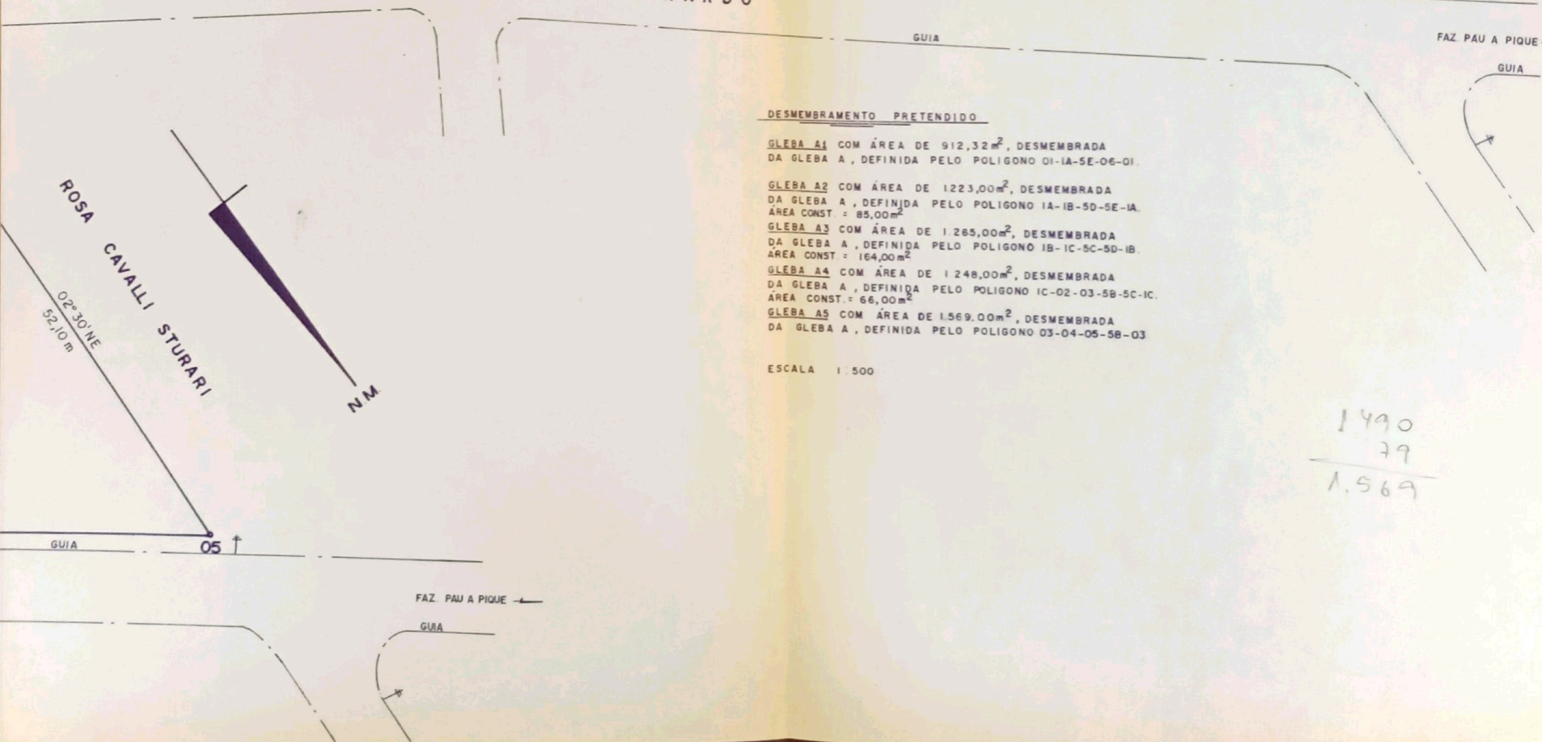 GUIA
FAZ. PAU A PIQUE
GUIA
DESMEMBRAMENTO PRETENDIDO
GLEBA A1 COM ÁREA DE 912,32m², DESMEMBRADA
DA GLEBA A, DEFINIDA PELO POLIGONO 01-1A-5E-06-01.
GLEBA A2 COM ÁREA DE 1.223,00m², DESMEMBRADA
DA GLEBA A, DEFINIDA PELO POLIGONO 1A-1B-5D-5E-1A.
ÁREA CONST. = 85,00m²
GLEBA A3 COM ÁREA DE 1.265,00m², DESMEMBRADA
DA GLEBA A, DEFINIDA PELO POLIGONO 1B-1C-5C-5D-1B.
ÁREA CONST. = 164,00m²
GLEBA A4 COM ÁREA DE 1 248,00m², DESMEMBRADA
DA GLEBA A, DEFINIDA PELO POLIGONO 1C-02-03-5B-5C-1C.
ÁREA CONST. = 66,00m²
GLEBA A5 COM ÁREA DE 1.569,00m², DESMEMBRADA
DA GLEBA A, DEFINIDA PELO POLIGONO 03-04-05-5B-03
ESCALA 1:500
ROSA CAVALLI STURARI
02°30'NE
52,10 m
NM
1490
79
1.569
GUIA
05
FAZ. PAU A PIQUE
GUIA